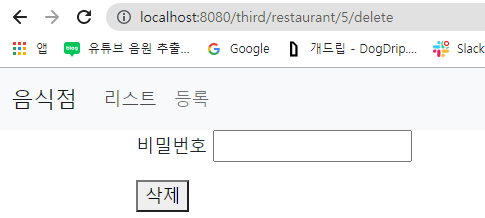 localhost:8080/third/restaurant/5/delete
앱 blog 유튜브 음원 추출... G Google 개드립 - DogDrip.... Slack
음식점 리스트 등록
비밀번호
삭제